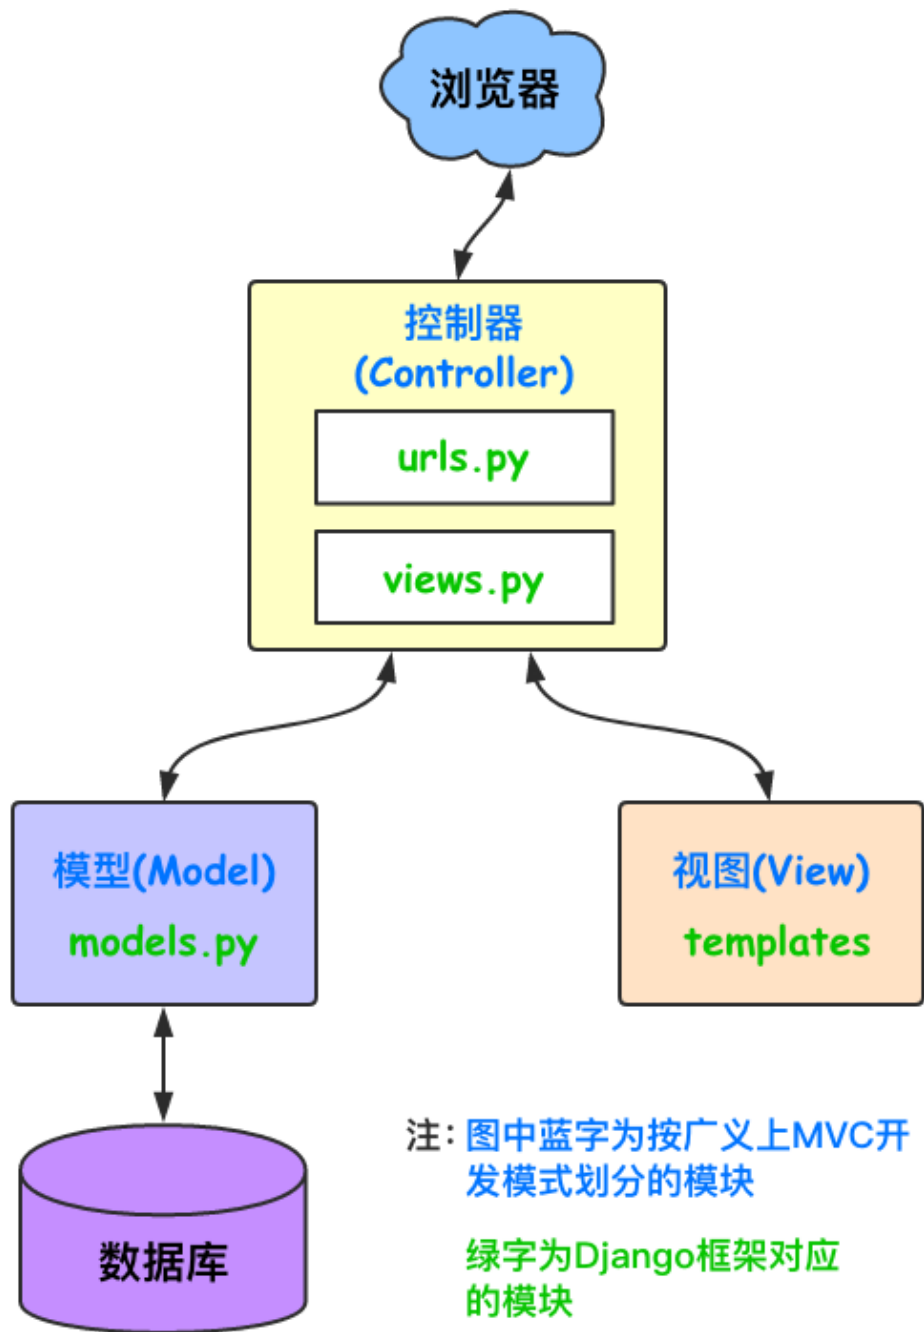 浏览器
控制器
(Controller)
urls.py
views.py
模型(Model)
models.py
视图(View)
templates
数据库
注：图中蓝字为按广义上MVC开
发模式划分的模块
绿字为Django框架对应
的模块